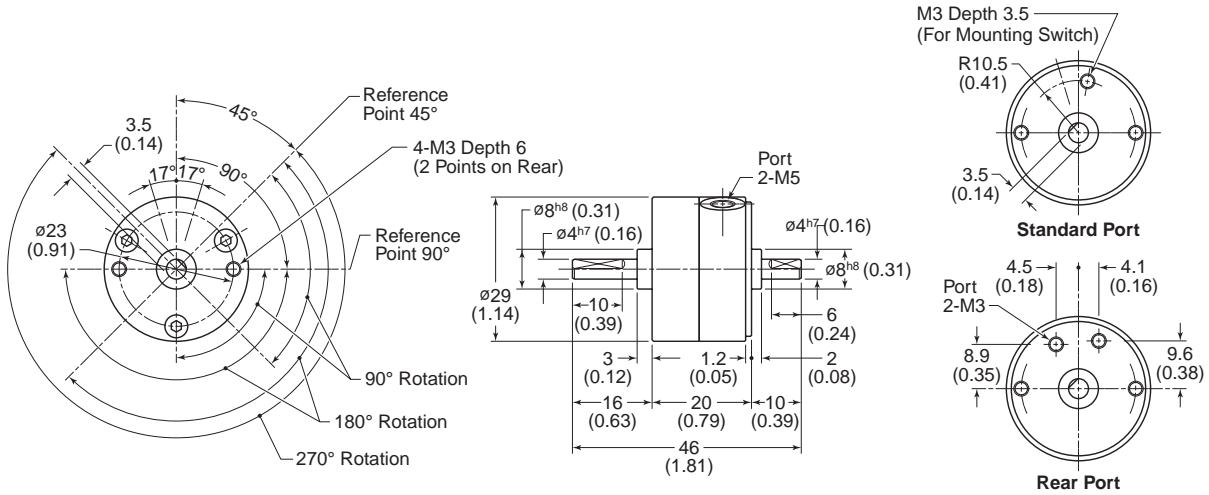 45°
Reference
Point 45°
3.5
(0.14)
17°
17°
90°
4-M3 Depth 6
(2 Points on Rear)
ø23
(0.91)
Reference
Point 90°
90° Rotation
180° Rotation
270° Rotation
Port
2-M5
ø8h8 (0.31)
ø4h7 (0.16)
ø4h7 (0.16)
ø8h8 (0.31)
ø29
(1.14)
10
(0.39)
6
(0.24)
3
(0.12)
1.2
(0.05)
2
(0.08)
16
(0.63)
20
(0.79)
10
(0.39)
46
(1.81)
M3 Depth 3.5
(For Mounting Switch)
R10.5
(0.41)
3.5
(0.14)
Standard Port
4.5
(0.18)
4.1
(0.16)
Port
2-M3
8.9
(0.35)
9.6
(0.38)
Rear Port